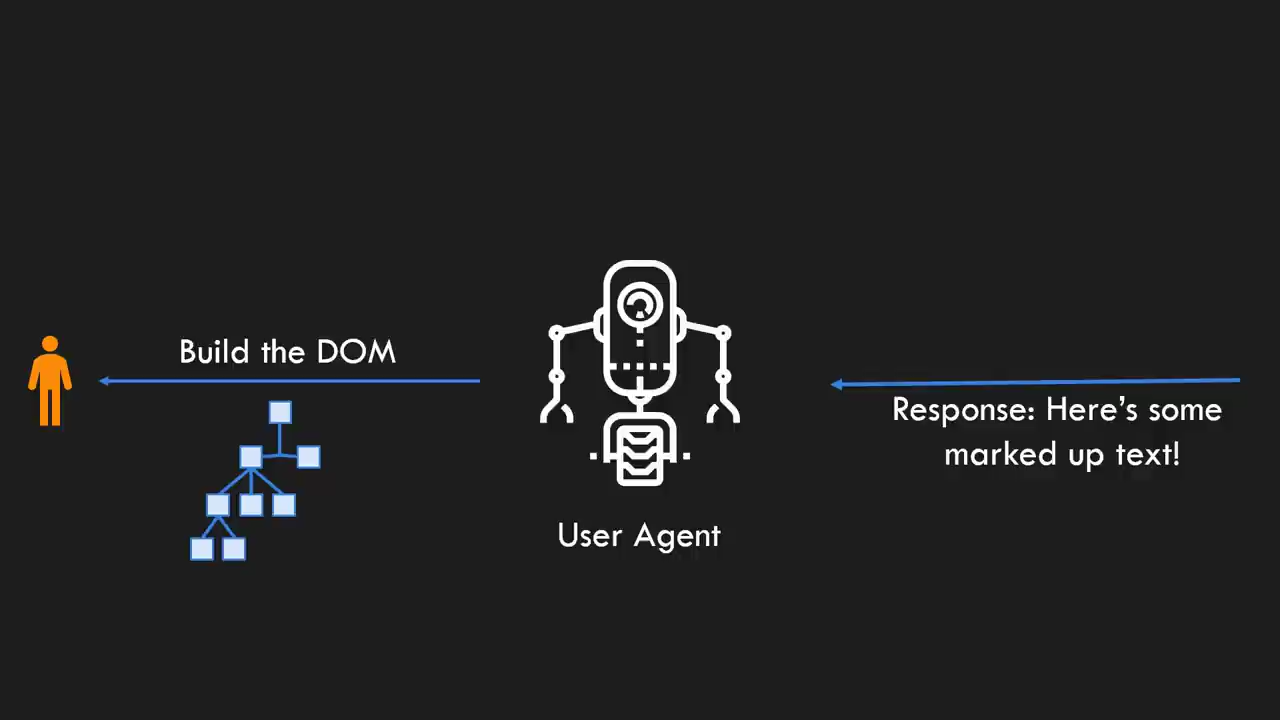 Build the DOM
Response: Here’s some
marked up text!
User Agent